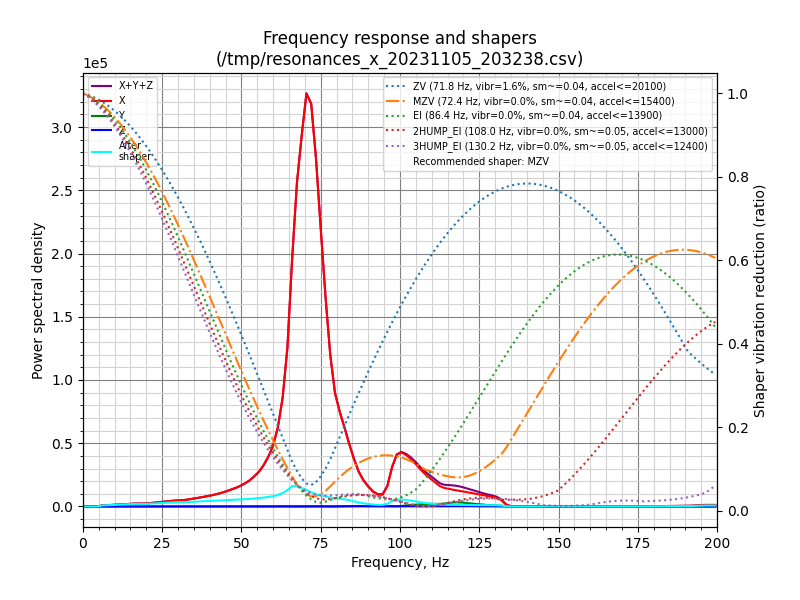 Frequency response and shapers
(/tmp/resonances_x_20231105_203238.csv)
1e5
X+Y+Z
X
Y
Z
After
shaper
ZV (71.8 Hz, vibr=1.6%, sm~=0.04, accel<=20100)
MZV (72.4 Hz, vibr=0.0%, sm~=0.04, accel<=15400)
EI (86.4 Hz, vibr=0.0%, sm~=0.04, accel<=13900)
2HUMP_EI (108.0 Hz, vibr=0.0%, sm~=0.05, accel<=13000)
3HUMP_EI (130.2 Hz, vibr=0.0%, sm~=0.05, accel<=12400)
Recommended shaper: MZV
Power spectral density
3.0
2.5
2.0
1.5
1.0
0.5
0.0
1.0
0.8
0.6
0.4
0.2
0.0
Shaper vibration reduction (ratio)
0 25 50 75 100 125 150 175 200
Frequency, Hz